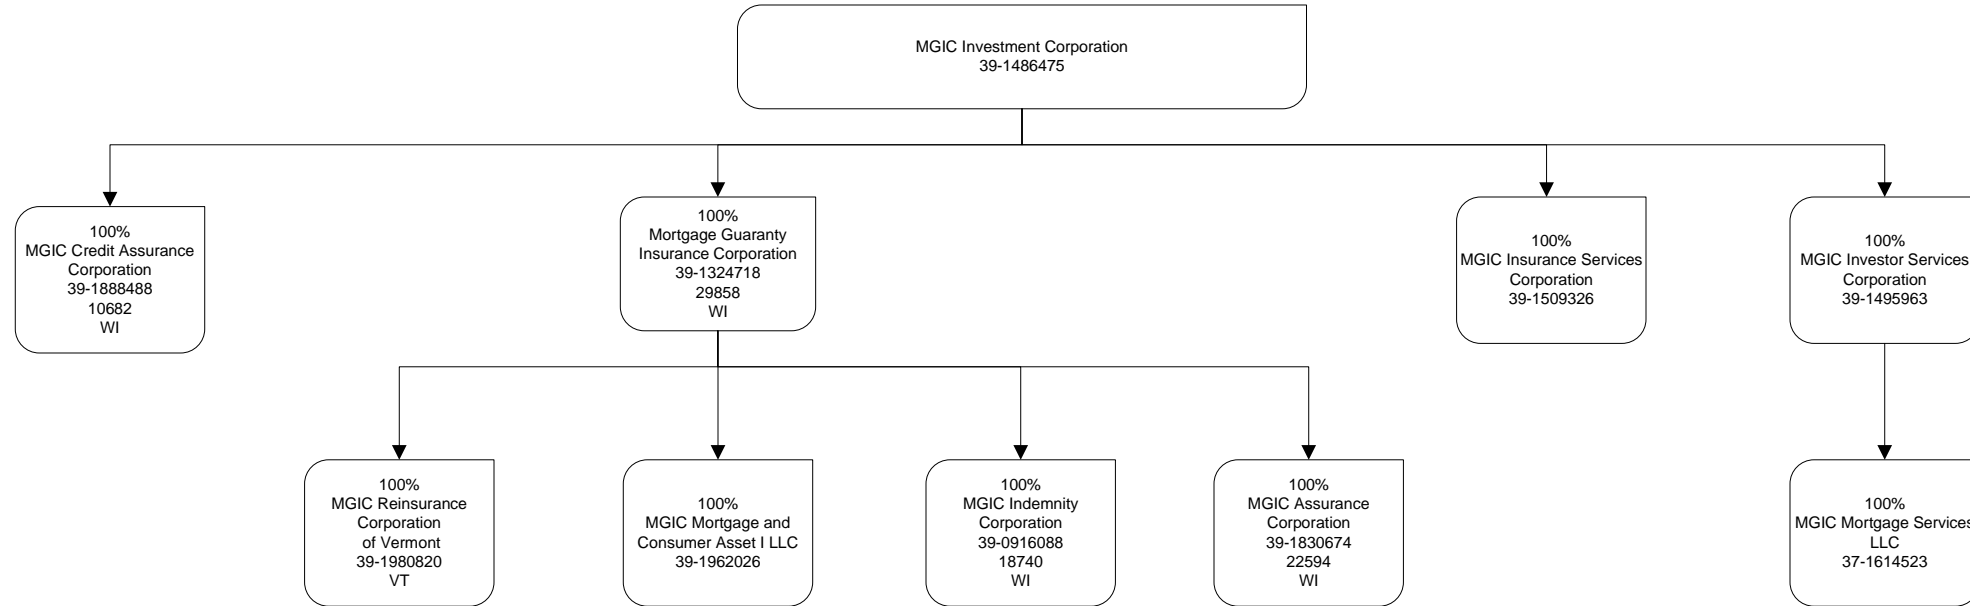 MGIC Investment Corporation
39-1486475
100%
MGIC Credit Assurance
Corporation
39-1888488
10682
WI
100%
Mortgage Guaranty
Insurance Corporation
39-1324718
29858
WI
100%
MGIC Insurance Services
Corporation
39-1509326
100%
MGIC Investor Services
Corporation
39-1495963
100%
MGIC Reinsurance
Corporation
of Vermont
39-1980820
VT
100%
MGIC Mortgage and
Consumer Asset I LLC
39-1962026
100%
MGIC Indemnity
Corporation
39-0916088
18740
WI
100%
MGIC Assurance
Corporation
39-1830674
22594
WI
100%
MGIC Mortgage Services
LLC
37-1614523